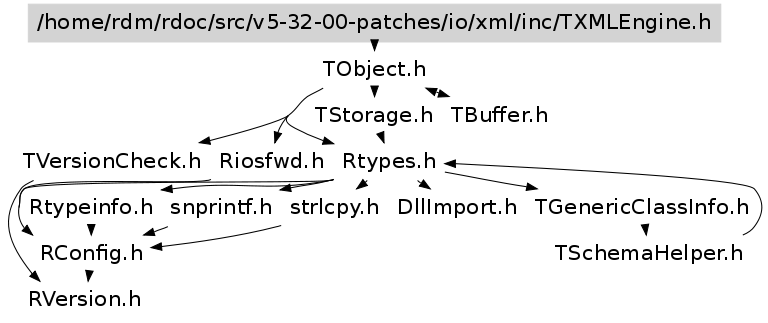 /home/rdm/rdoc/src/v5-32-00-patches/io/xml/inc/TXMLEngine.h
TObject.h
TStorage.h TBuffer.h
TVersionCheck.h Riosfwd.h Rtypes.h
Rtypeinfo.h snprintf.h strlcpy.h DllImport.h TGenericClassInfo.h
RConfig.h TSchemaHelper.h
RVersion.h